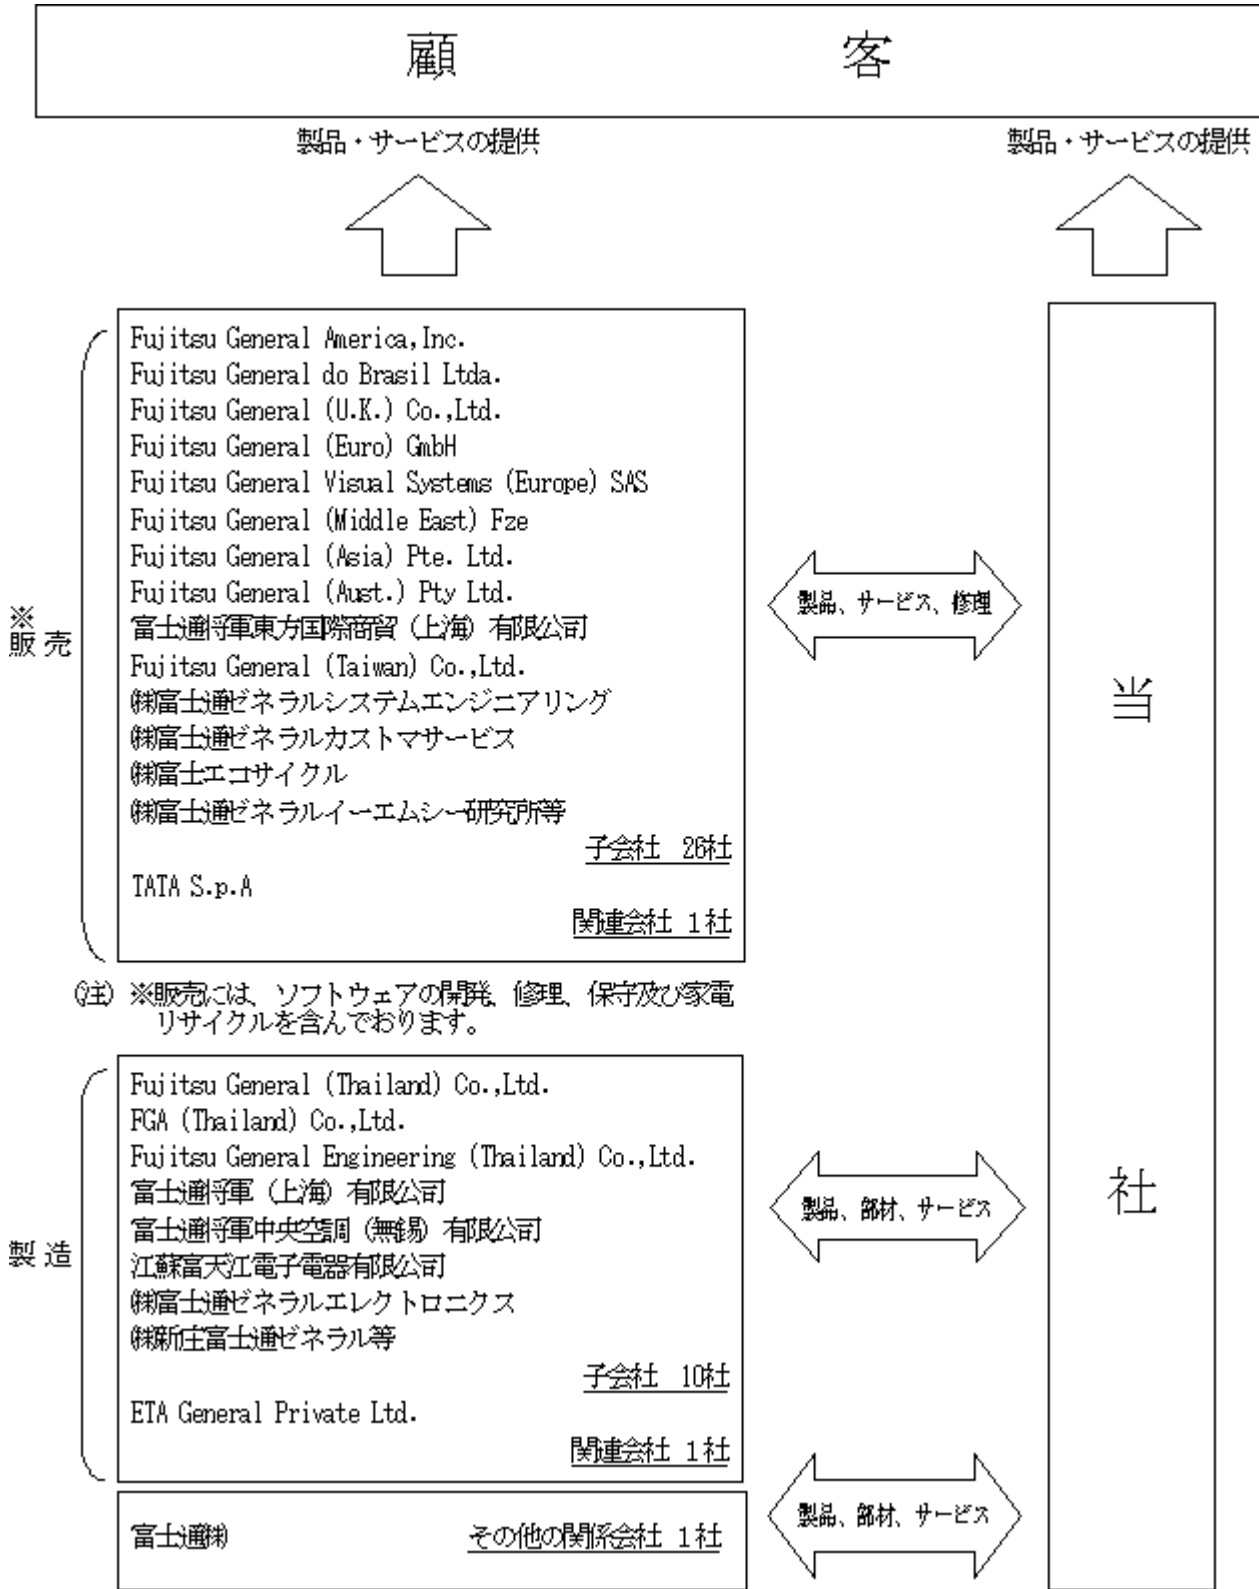 顧客
製品・サービスの提供
製品・サービスの提供
※
販売
Fujitsu General America,Inc.
Fujitsu General do Brasil Ltda.
Fujitsu General (U.K.) Co.,Ltd.
Fujitsu General (Euro) GmbH
Fujitsu General Visual Systems (Europe) SAS
Fujitsu General (Middle East) Fze
Fujitsu General (Asia) Pte. Ltd.
Fujitsu General (Aust.) Pty Ltd.
富士通将軍東方国際商貿（上海）有限公司
Fujitsu General (Taiwan) Co.,Ltd.
㈱富士通ゼネラルシステムエンジニアリング
㈱富士通ゼネラルカストマサービス
㈱富士エコサイクル
㈱富士通ゼネラルイーエムシー研究所等
子会社 26社
TATA S.p.A
関連会社 1社
製品、サービス、修理
当社
(注) ※販売には、ソフトウェアの開発、修理、保守及び家電
リサイクルを含んでおります。
製造
Fujitsu General (Thailand) Co.,Ltd.
FGA (Thailand) Co.,Ltd.
Fujitsu General Engineering (Thailand) Co.,Ltd.
富士通将軍（上海）有限公司
富士通将軍中央空調（無錫）有限公司
江蘇富天江電子電器有限公司
㈱富士通ゼネラルエレクトロニクス
㈱新庄富士通ゼネラル等
子会社 10社
ETA General Private Ltd.
関連会社 1社
製品、部材、サービス
富士通㈱ その他の関係会社 1社
製品、部材、サービス